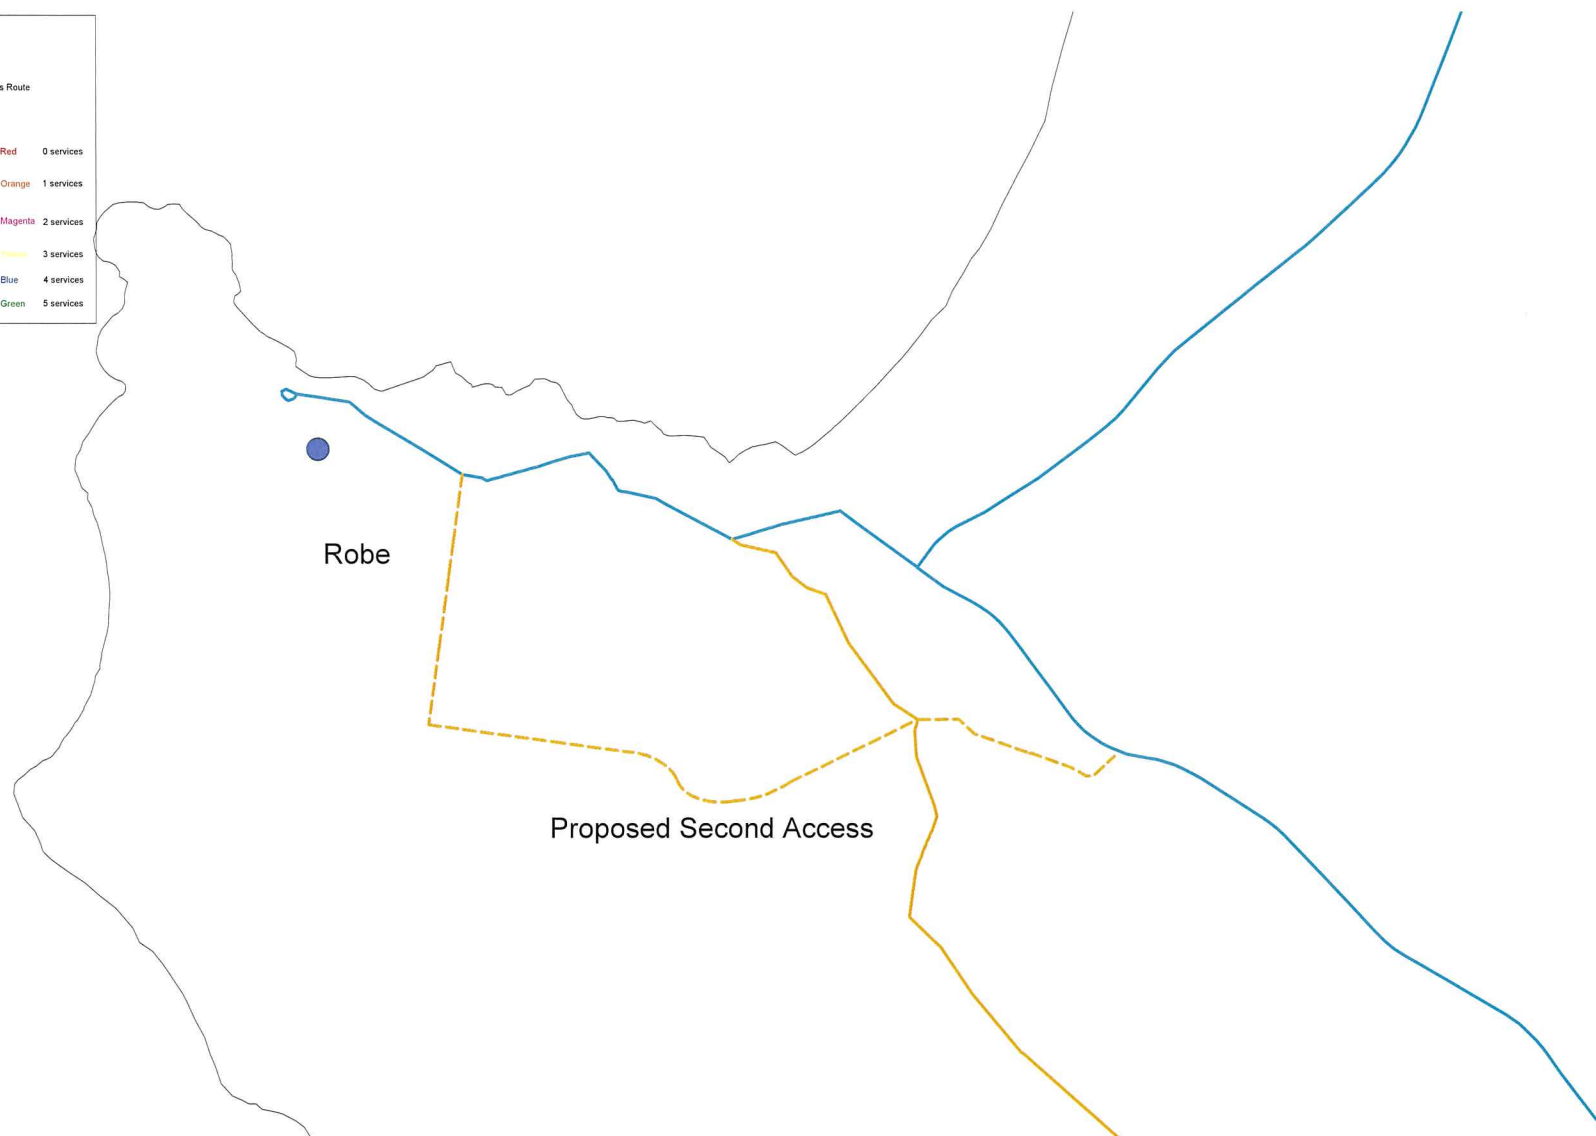 s Route
Red 0 services
Orange 1 services
Magenta 2 services
3 services
Blue 4 services
Green 5 services
Robe
Proposed Second Access